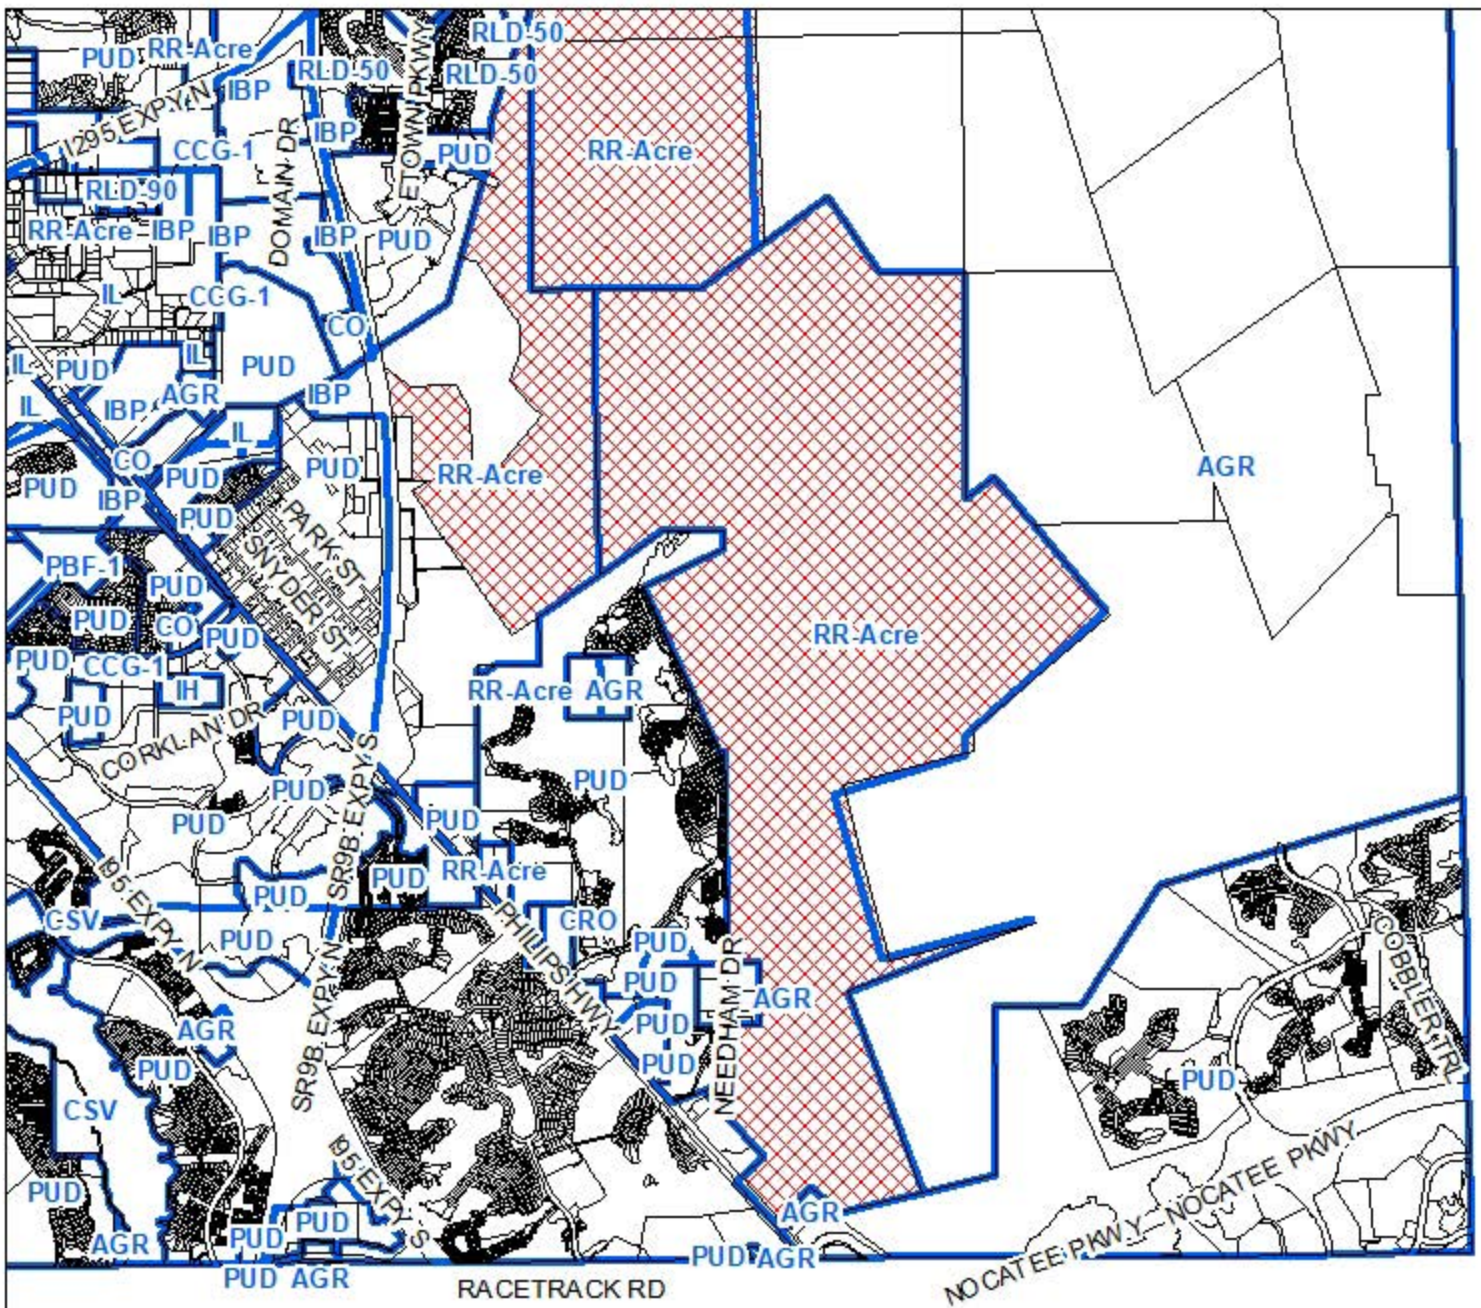 RLD-50
PUD
RR-Acre
RLD-50
RLD-50
IBP
I295 EXPY N
ETOWN PKWY
DOMAIN DR
IBP
CCG-1
PUD
RR-Acre
RLD-90
RR-Acre
IBP
IBP
IBP
PUD
IL
CCG-1
CO
IL
IL
PUD
PUD
AGR
IBP
IL
IBP
IL
CO
PUD
PUD
PUD
IBP
RR-Acre
AGR
PUD
PARK ST
SNYDER ST
PBF-1
PUD
PUD
CO
PUD
RR-Acre
PUD
CCG-1
IH
RR-Acre
AGR
PUD
PUD
CORKLAN DR
PUD
PUD
PUD
PUD
SR9B EXPY S
PUD
RR-Acre
I95 EXPY N
PUD
CSV
CRO
PHILIPS HWY
PUD
PUD
COBBLER TRL
PUD
NEEDHAM DR
AGR
SR9B EXPY N
PUD
AGR
PUD
PUD
PUD
CSV
I95 EXPY S
NOCATEE PKWY
PUD
PUD
AGR
PUD
AGR
PUD
AGR
NOCATEE PKWY
PUD
AGR
RACETRACK RD